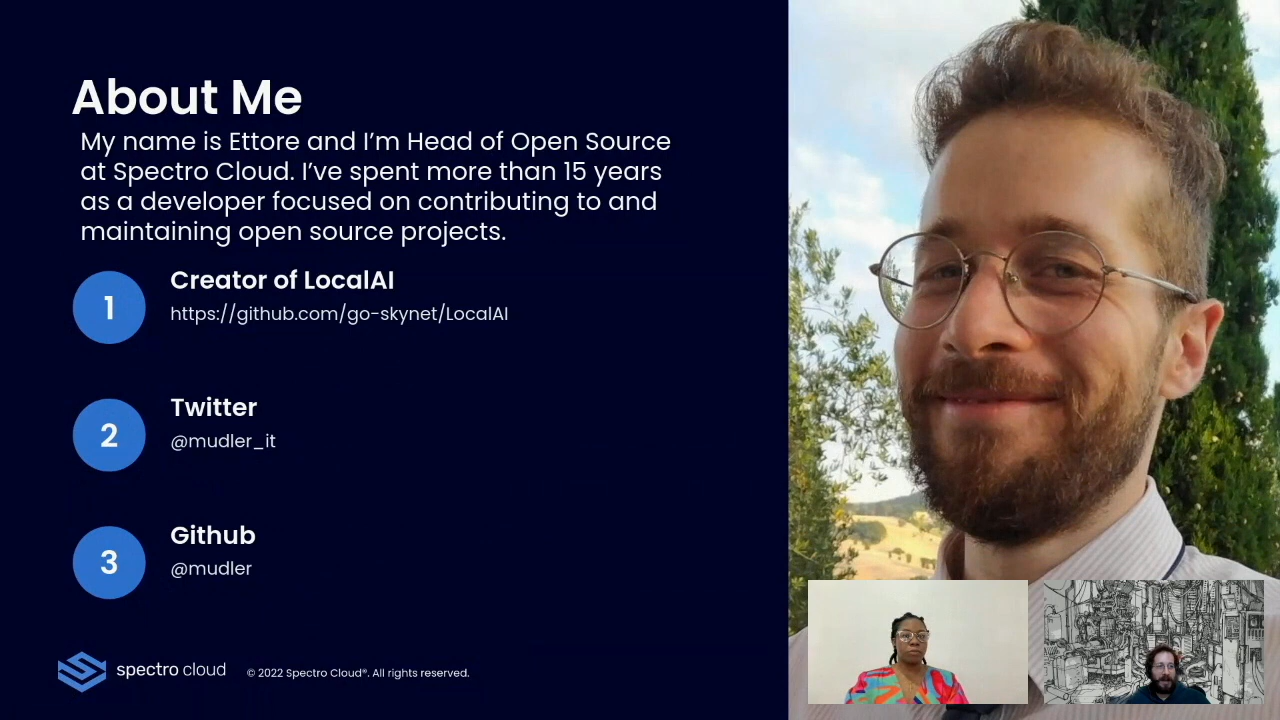 About Me
My name is Ettore and I’m Head of Open Source
at Spectro Cloud. I’ve spent more than 15 years
as a developer focused on contributing to and
maintaining open source projects.
1
Creator of LocalAI
https://github.com/go-skynet/LocalAI
2
Twitter
@mudler_it
3
Github
@mudler
spectro cloud
© 2022 Spectro Cloud®. All rights reserved.